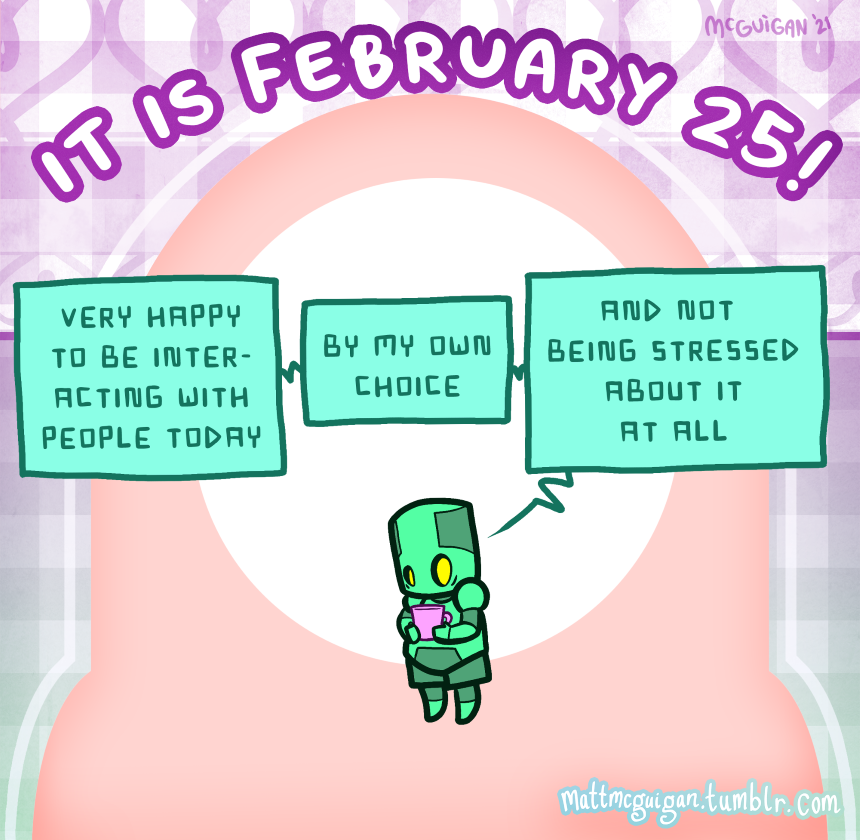 McGUiGAN '21
IT IS FEBRUARY 25!
VERY HAPPY
TO BE INTER-
ACTING WITH
PEOPLE TODAY
BY MY OWN
CHOICE
AND NOT
BEING STRESSED
ABOUT IT
AT ALL
mattmcguigan.tumblr.com